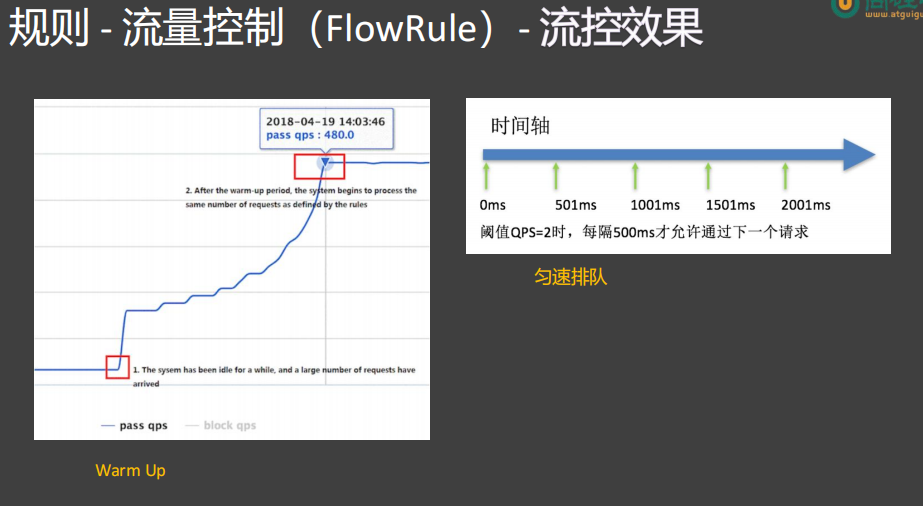 规则 - 流量控制（FlowRule）- 流控效果
www.atguigu
2018-04-19 14:03:46
pass qps : 480.0
2. After the warm-up period, the system begins to process the
same number of requests as defined by the rules
1. The sysem has been idle for a while, and a large number of requests have
arrived
pass qps
block qps
Warm Up
时间轴
0ms
501ms
1001ms
1501ms
2001ms
阈值QPS=2时，每隔500ms才允许通过下一个请求
匀速排队